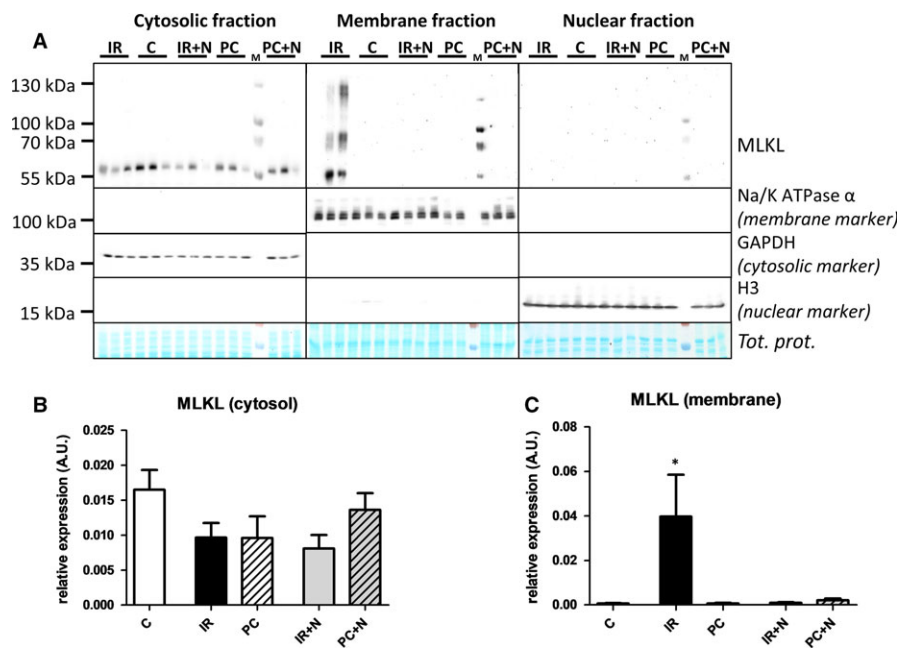 A
Cytosolic fraction Membrane fraction Nuclear fraction
IR C IR+N PC M PC+N IR C IR+N PC M PC+N IR C IR+N PC M PC+N
130 kDa
100 kDa
70 kDa
55 kDa
MLKL
100 kDa
Na/K ATPase α
(membrane marker)
35 kDa
GAPDH
(cytosolic marker)
15 kDa
H3
(nuclear marker)
Tot. prot.
B
MLKL (cytosol)
relative expression (A.U.)
0.025
0.020
0.015
0.010
0.005
0.000
C IR PC IR+N PC+N
C
MLKL (membrane)
relative expression (A.U.)
0.08
0.06
0.04
0.02
0.00
*
C IR PC IR+N PC+N